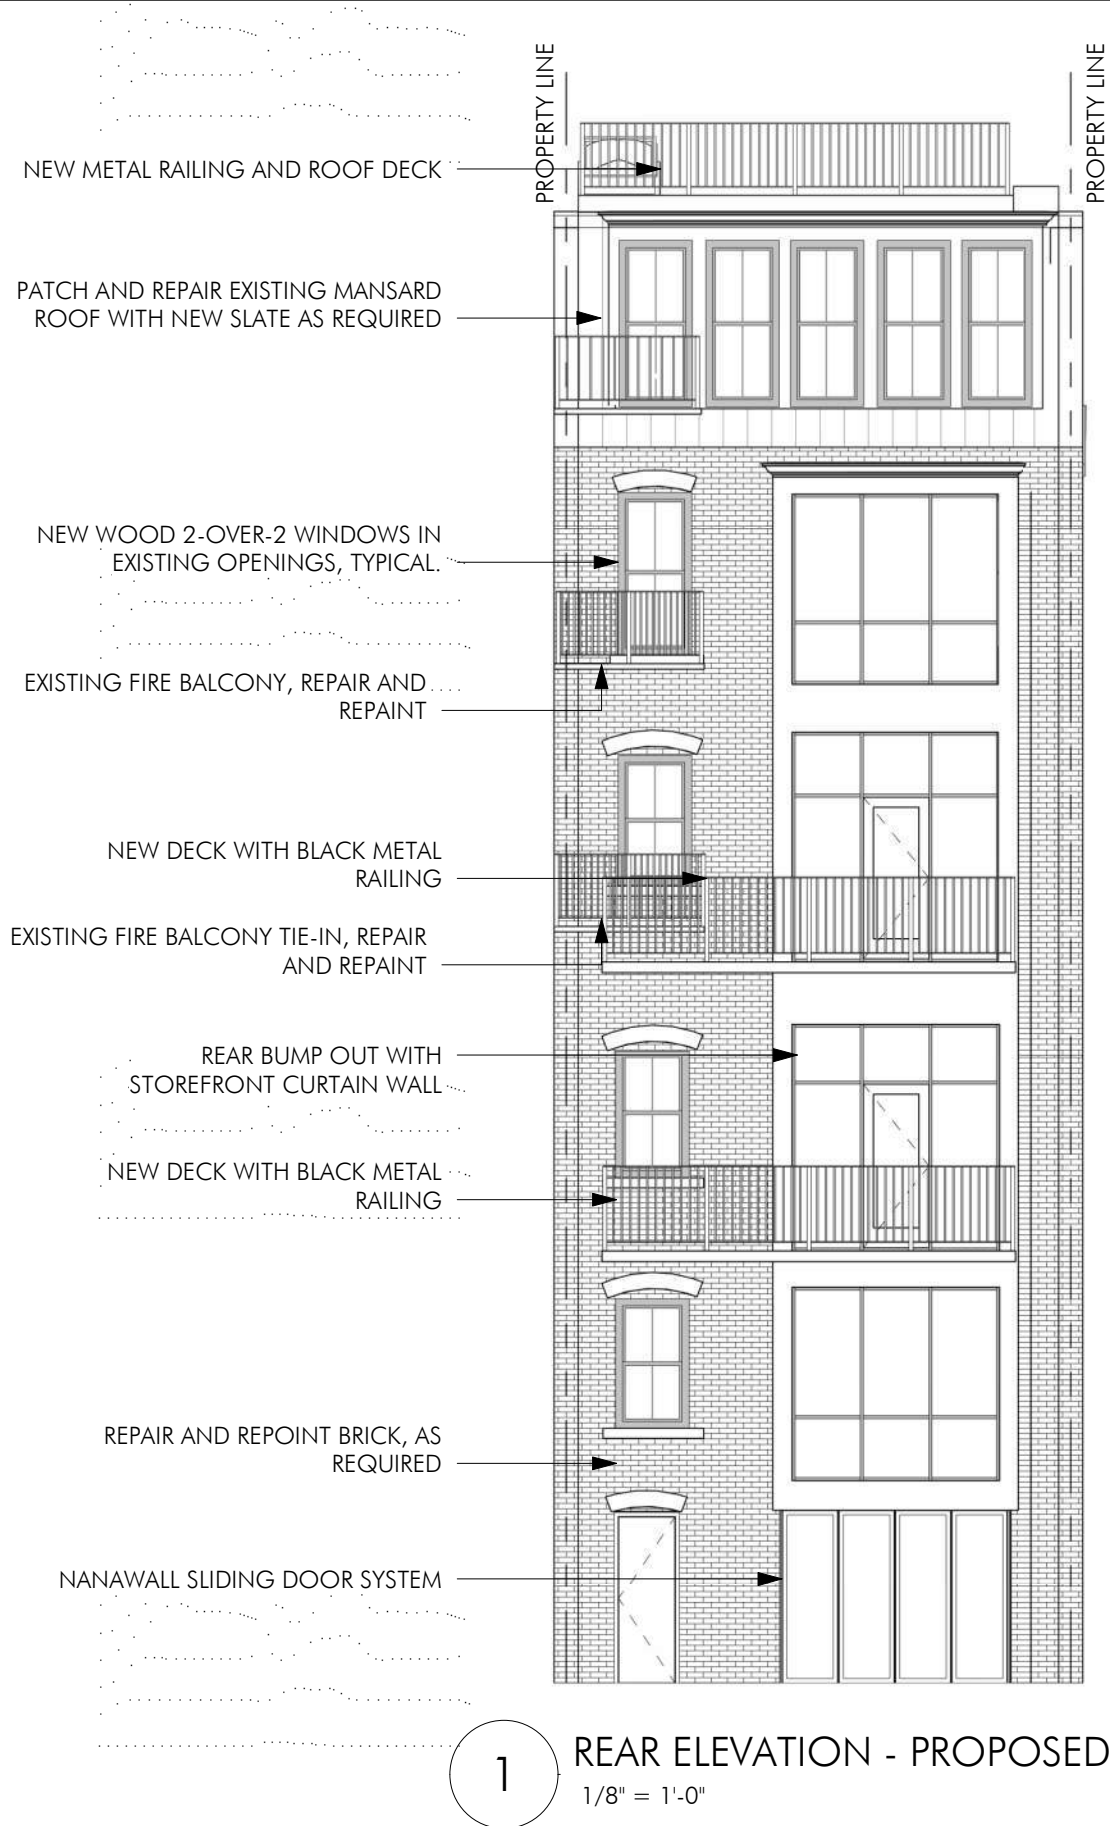 PROPERTY LINE
PROPERTY LINE
NEW METAL RAILING AND ROOF DECK
PATCH AND REPAIR EXISTING MANSARD
ROOF WITH NEW SLATE AS REQUIRED
NEW WOOD 2-OVER-2 WINDOWS IN
EXISTING OPENINGS, TYPICAL.
EXISTING FIRE BALCONY, REPAIR AND
REPAINT
NEW DECK WITH BLACK METAL
RAILING
EXISTING FIRE BALCONY TIE-IN, REPAIR
AND REPAINT
REAR BUMP OUT WITH
STOREFRONT CURTAIN WALL
NEW DECK WITH BLACK METAL
RAILING
REPAIR AND REPOINT BRICK, AS
REQUIRED
NANAWALL SLIDING DOOR SYSTEM
1
REAR ELEVATION - PROPOSED
1/8" = 1'-0"